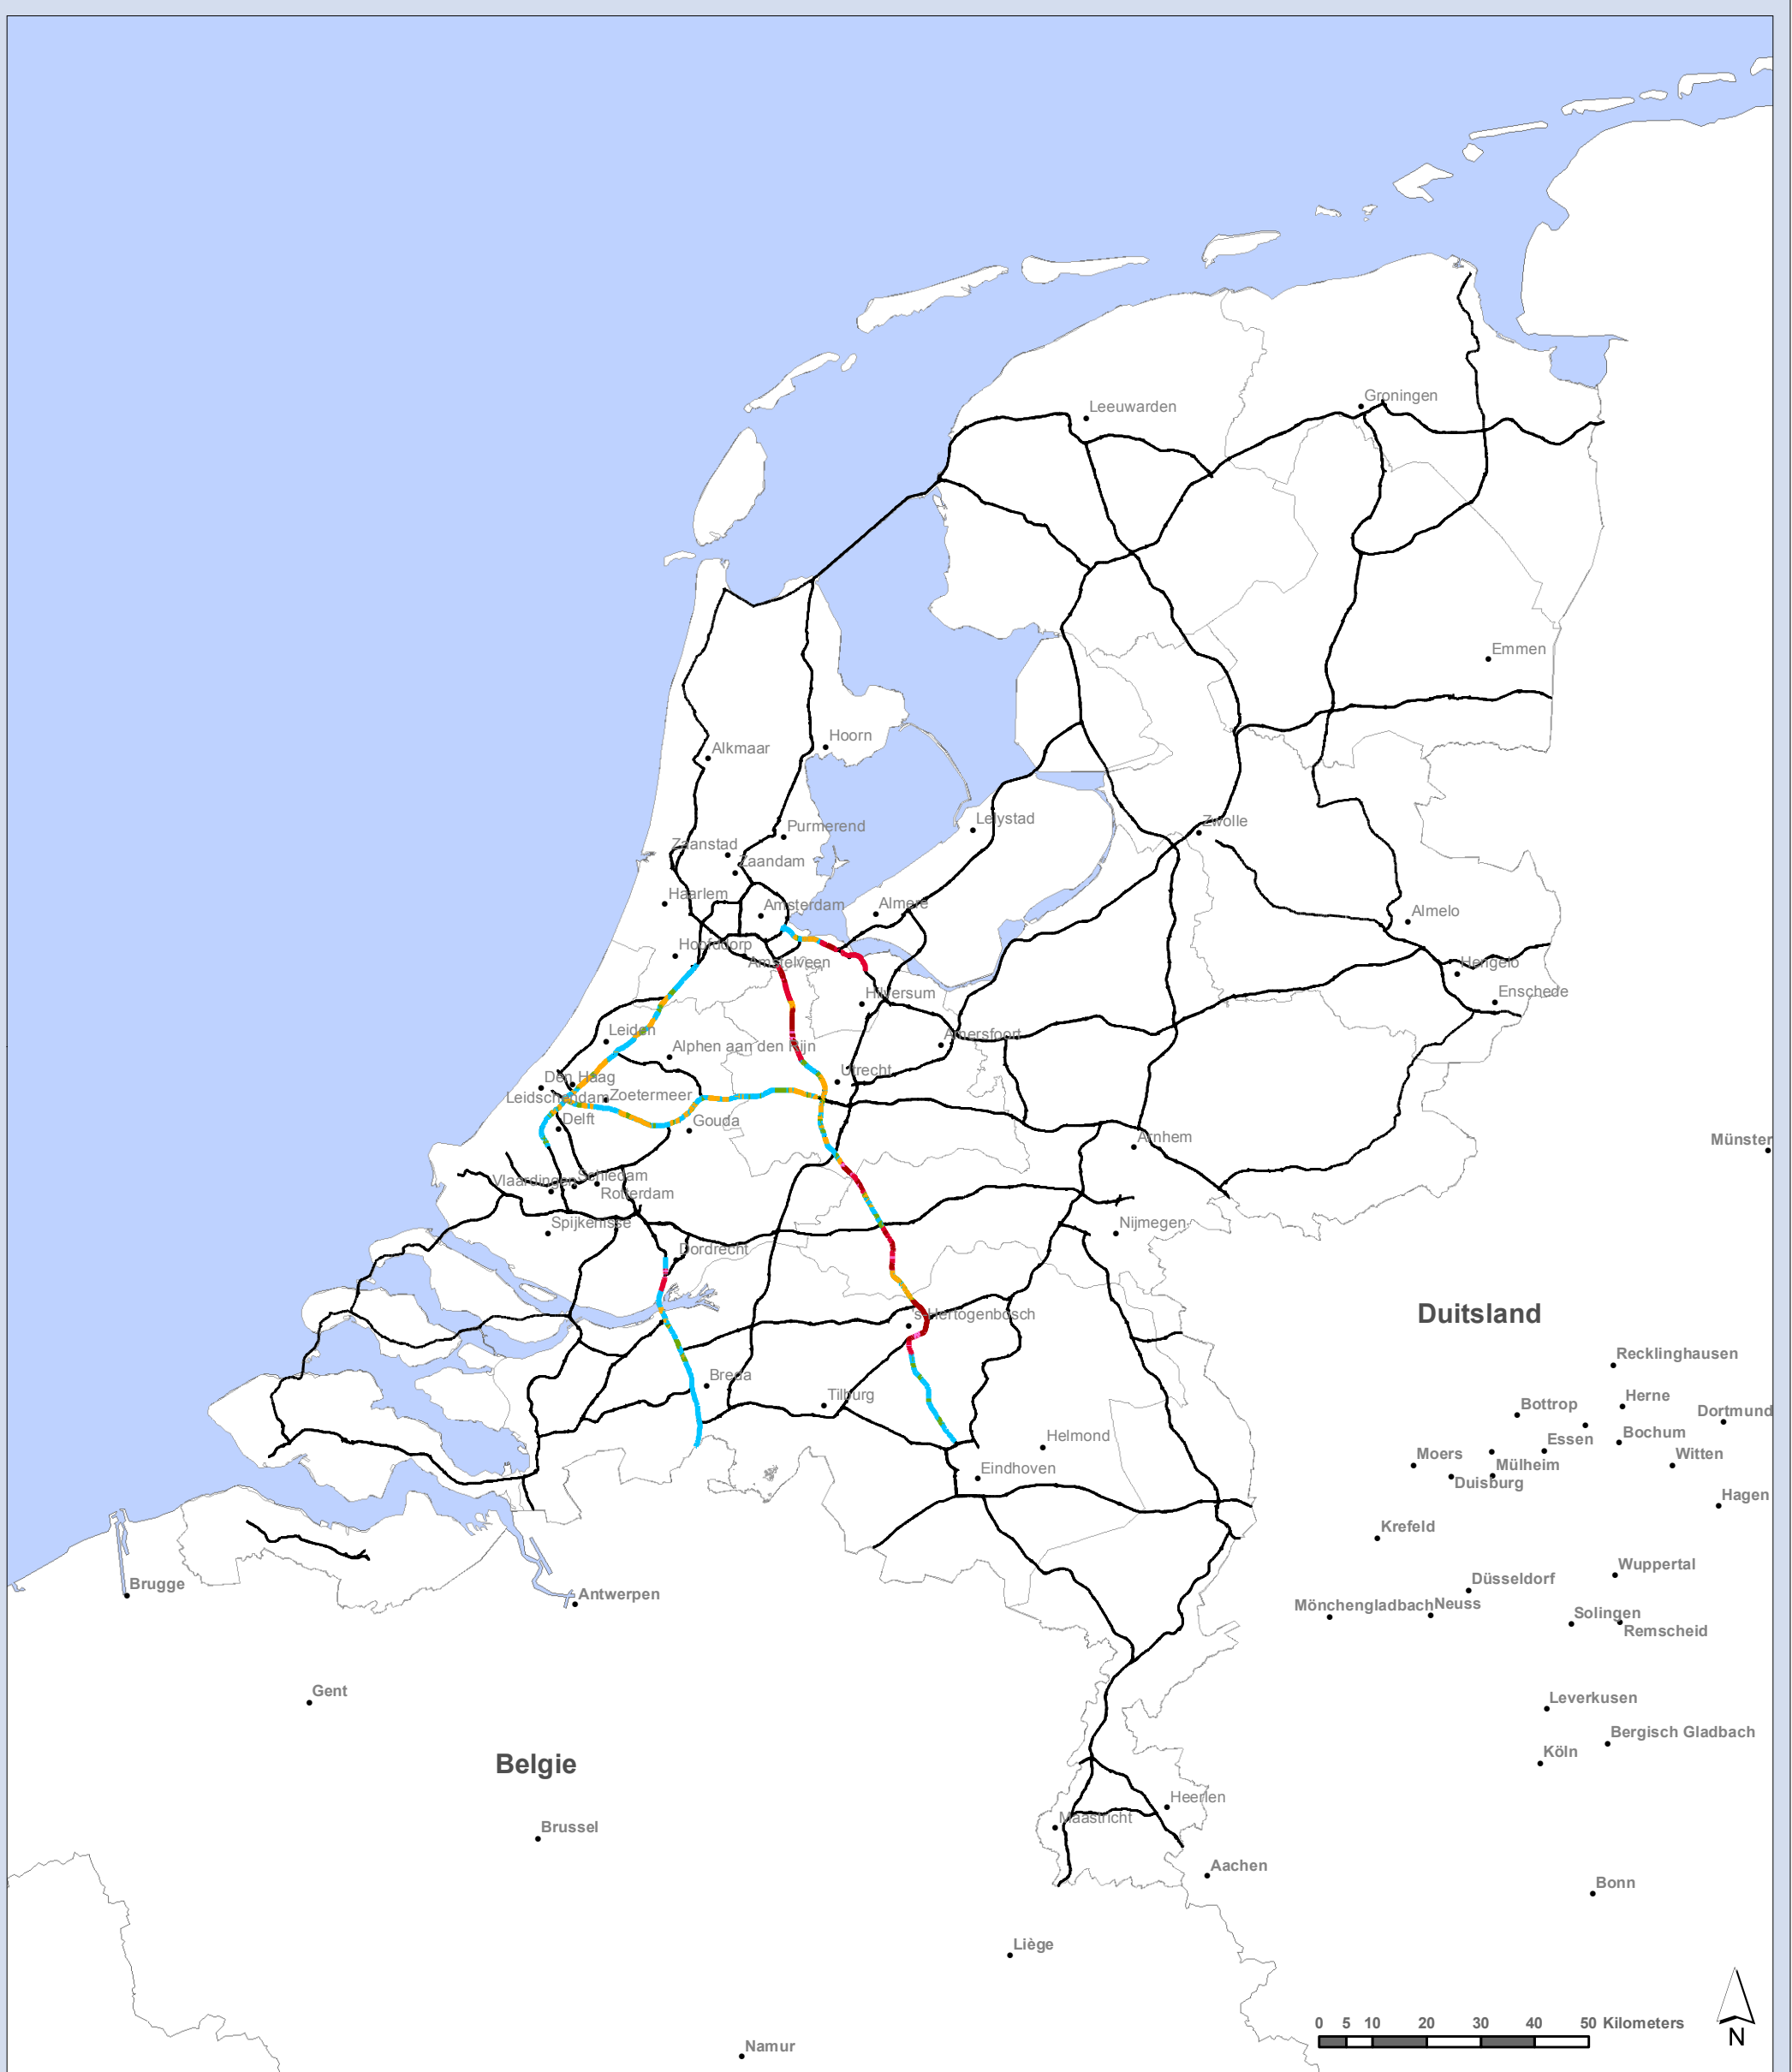 Groningen
Leeuwarden
Emmen
Hoorn
Alkmaar
Lelystad
Zwolle
Purmerend
Zaanstad
Zaandam
Haarlem
Amsterdam
Almere
Almelo
Hoofddorp
Amstelveen
Hengelo
Hilversum
Enschede
Leiden
Amersfoort
Alphen aan den Rijn
Utrecht
Den Haag
Leidschendam
Zoetermeer
Delft
Gouda
Arnhem
Münster
Schiedam
Vlaardingen
Rotterdam
Spijkenisse
Nijmegen
Dordrecht
's-Hertogenbosch
Duitsland
Recklinghausen
Breda
Tilburg
Bottrop
Herne
Dortmund
Helmond
Essen
Bochum
Moers
Mülheim
Witten
Eindhoven
Duisburg
Hagen
Krefeld
Wuppertal
Brugge
Antwerpen
Düsseldorf
Mönchengladbach
Neuss
Solingen
Remscheid
Gent
Leverkusen
Bergisch Gladbach
Belgie
Köln
Heerlen
Maastricht
Brussel
Aachen
Bonn
Liège
0 5 10 20 30 40 50 Kilometers
N
Namur